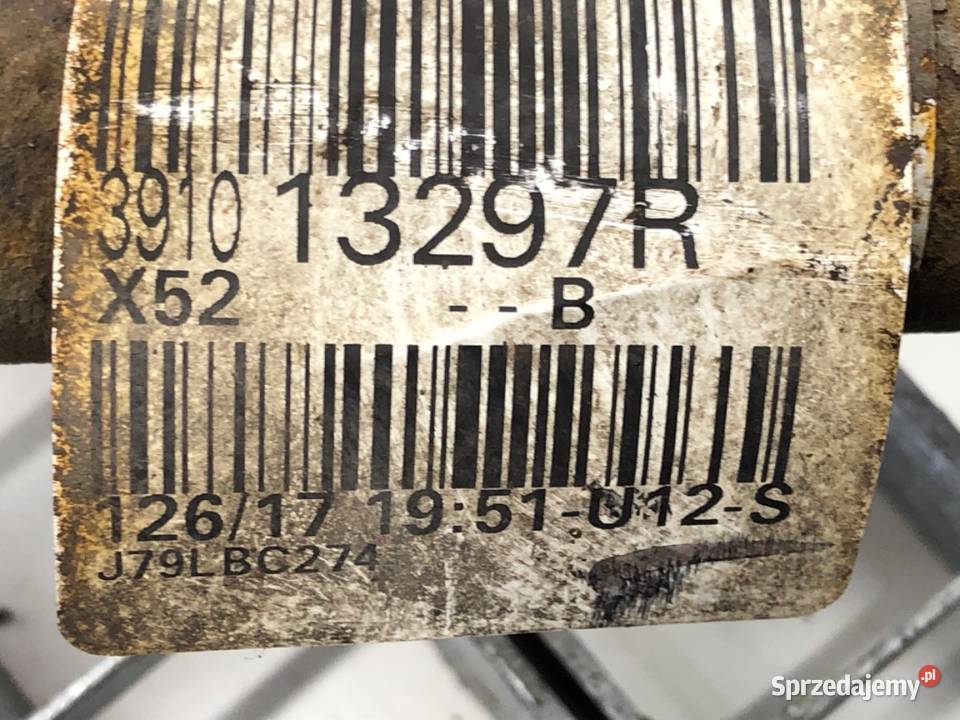 3910 13297R
X52 - - B
126/17 19:51-U12-S
J79LBC274
Sprzedajemy.pl